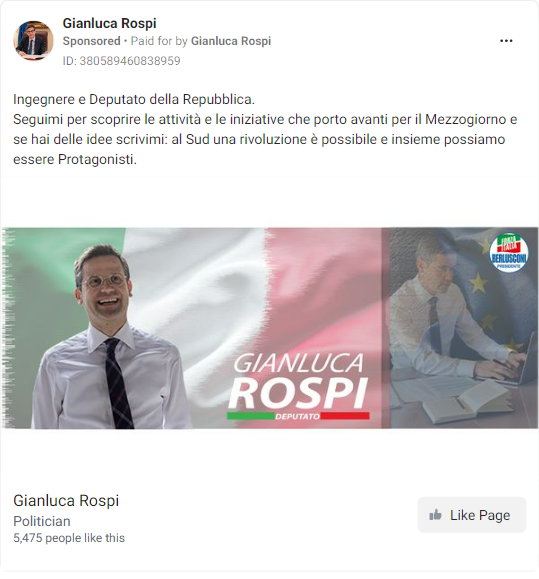 Gianluca Rospi
Sponsored • Paid for by Gianluca Rospi
ID: 380589460838959
Ingegnere e Deputato della Repubblica.
Seguimi per scoprire le attività e le iniziative che porto avanti per il Mezzogiorno e
se hai delle idee scrivimi: al Sud una rivoluzione è possibile e insieme possiamo
essere Protagonisti.
FORZA
ITALIA
BERLUSCONI
PRESIDENTE
GIANLUCA
ROSPI
DEPUTATO
Gianluca Rospi
Politician
5,475 people like this
Like Page